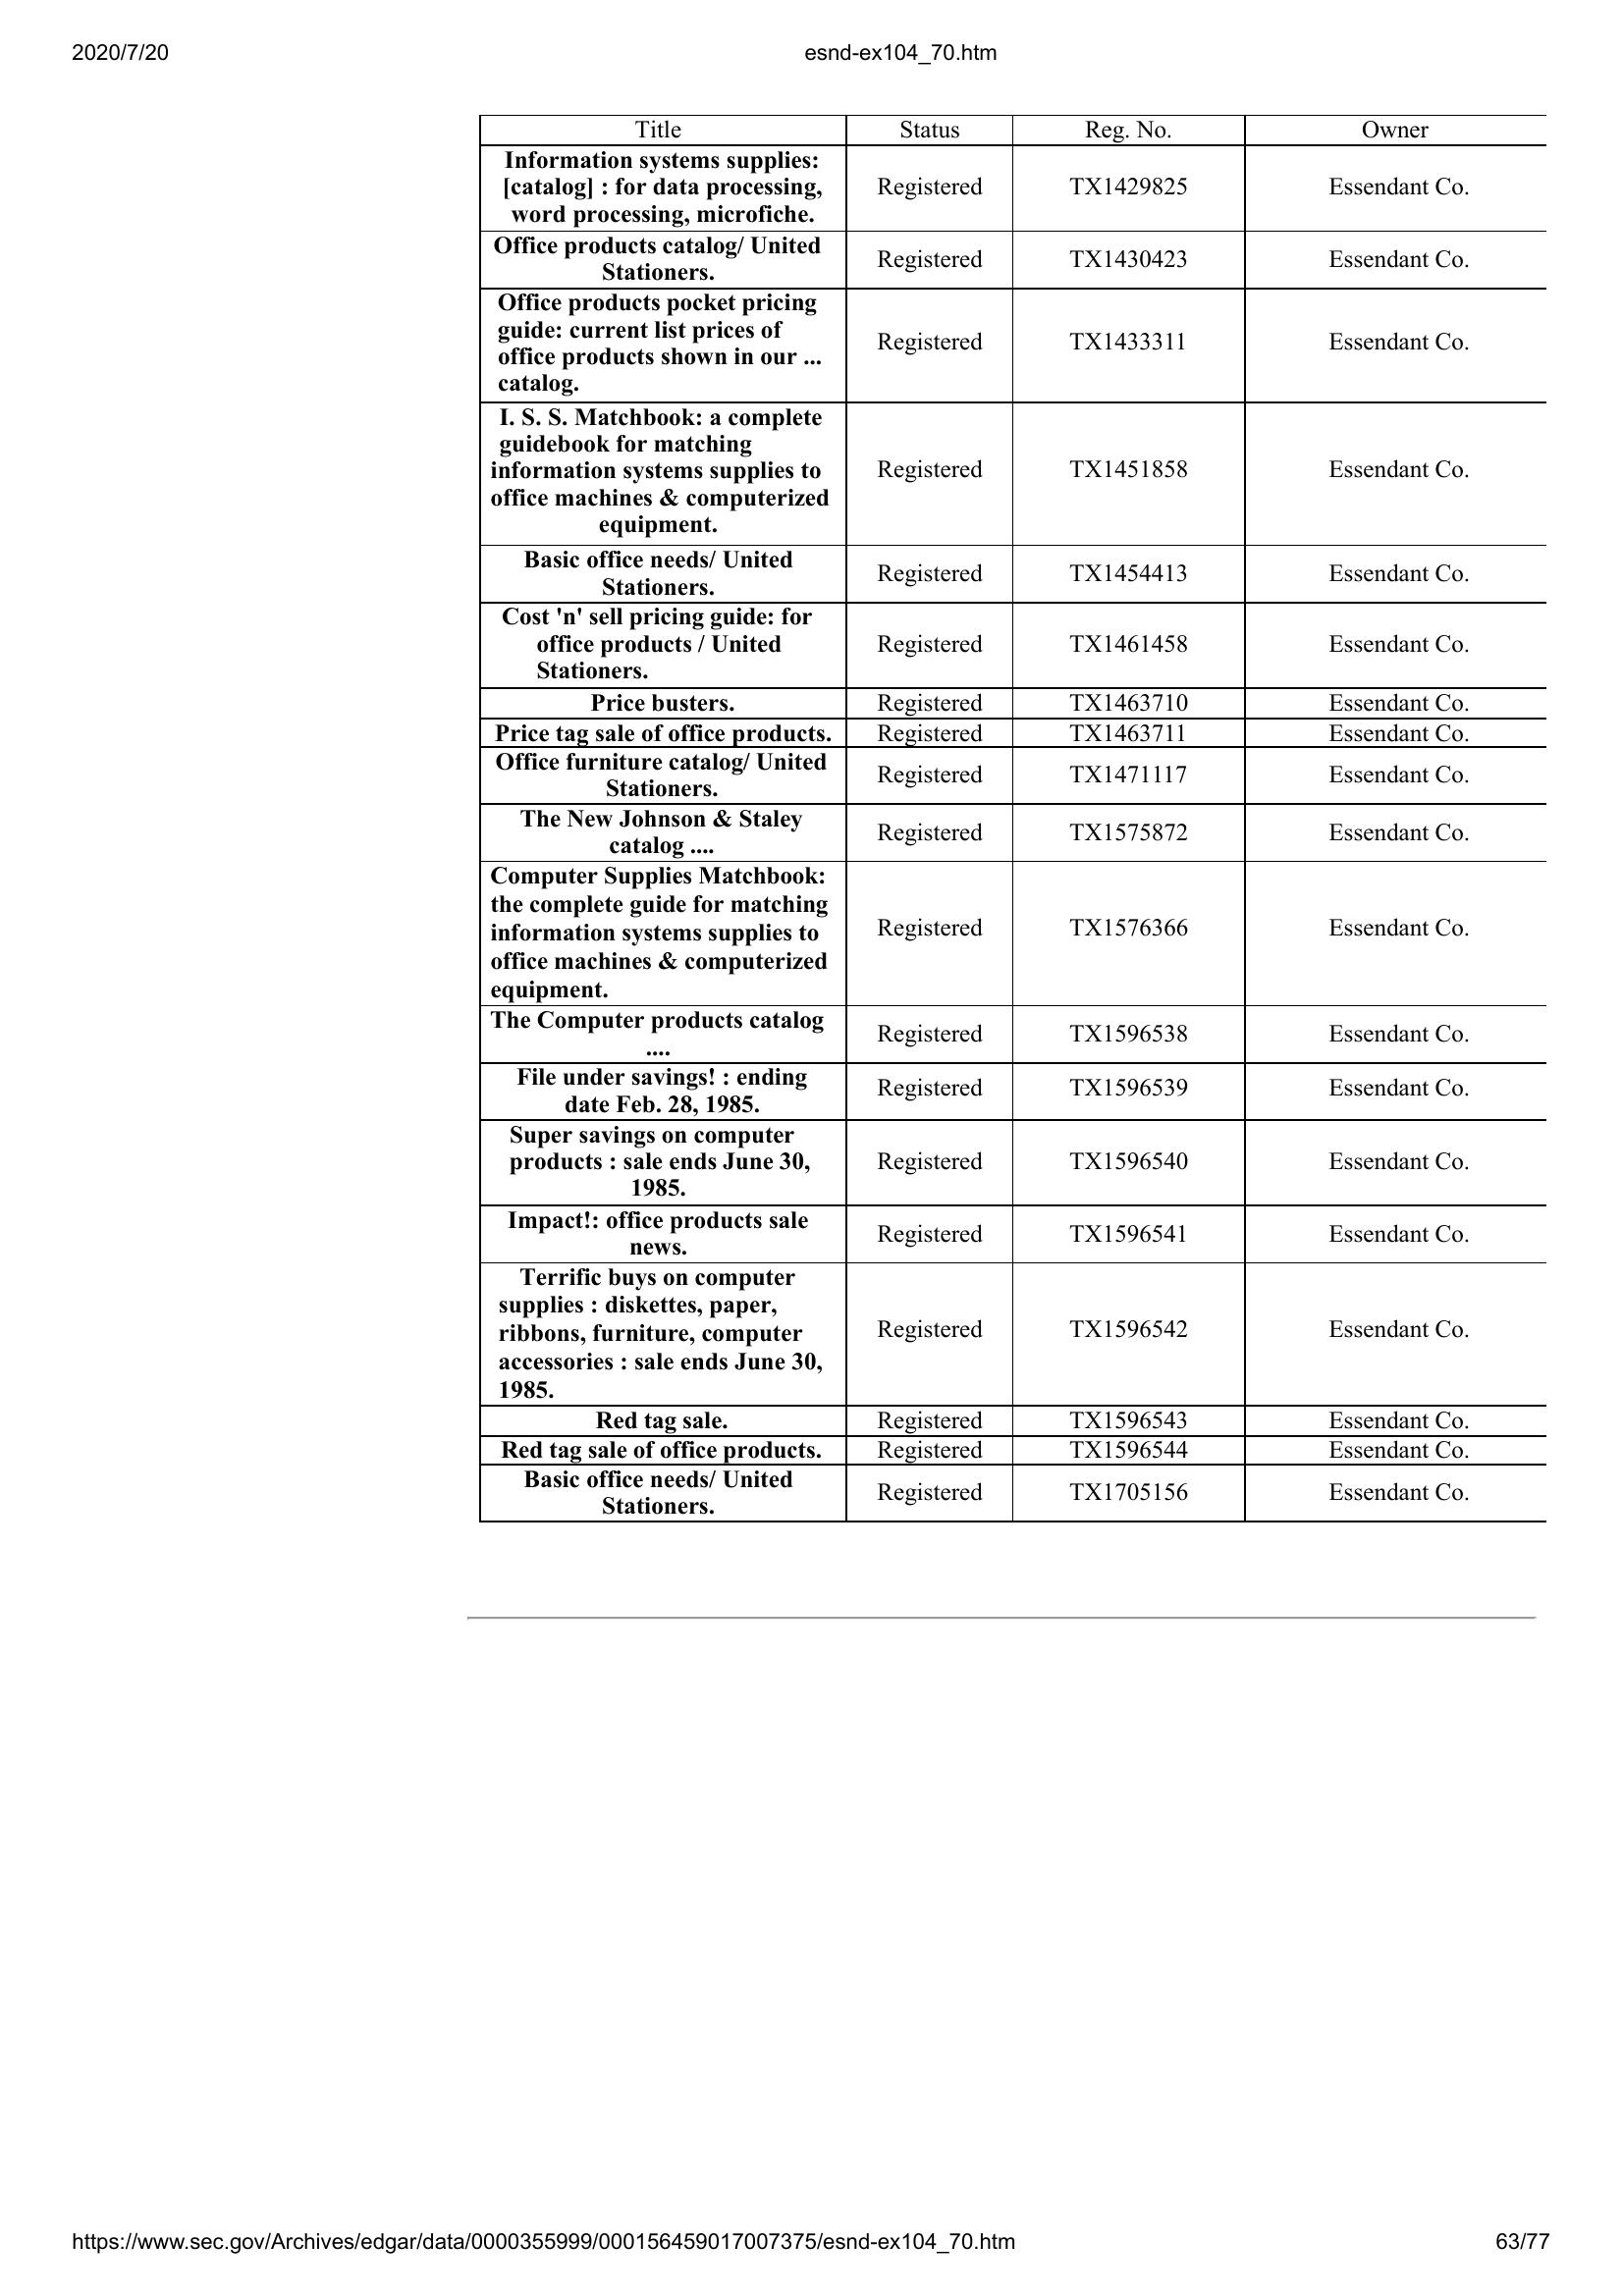 2020/7/20 esnd-ex104_70.htm
Title Status Reg. No. Owner
Information systems supplies:
[catalog] : for data processing,
word processing, microfiche.
Registered TX1429825 Essendant Co.
Office products catalog/ United
Stationers.
Registered TX1430423 Essendant Co.
Office products pocket pricing
guide: current list prices of
office products shown in our ...
catalog.
Registered TX1433311 Essendant Co.
I. S. S. Matchbook: a complete
guidebook for matching
information systems supplies to
office machines & computerized
equipment.
Registered TX1451858 Essendant Co.
Basic office needs/ United
Stationers.
Registered TX1454413 Essendant Co.
Cost 'n' sell pricing guide: for
office products / United
Stationers.
Registered TX1461458 Essendant Co.
Price busters. Registered TX1463710 Essendant Co.
Price tag sale of office products. Registered TX1463711 Essendant Co.
Office furniture catalog/ United
Stationers.
Registered TX1471117 Essendant Co.
The New Johnson & Staley
catalog ....
Registered TX1575872 Essendant Co.
Computer Supplies Matchbook:
the complete guide for matching
information systems supplies to
office machines & computerized
equipment.
Registered TX1576366 Essendant Co.
The Computer products catalog
....
Registered TX1596538 Essendant Co.
File under savings! : ending
date Feb. 28, 1985.
Registered TX1596539 Essendant Co.
Super savings on computer
products : sale ends June 30,
1985.
Registered TX1596540 Essendant Co.
Impact!: office products sale
news.
Registered TX1596541 Essendant Co.
Terrific buys on computer
supplies : diskettes, paper,
ribbons, furniture, computer
accessories : sale ends June 30,
1985.
Registered TX1596542 Essendant Co.
Red tag sale. Registered TX1596543 Essendant Co.
Red tag sale of office products. Registered TX1596544 Essendant Co.
Basic office needs/ United
Stationers.
Registered TX1705156 Essendant Co.
https://www.sec.gov/Archives/edgar/data/0000355999/000156459017007375/esnd-ex104_70.htm 63/77